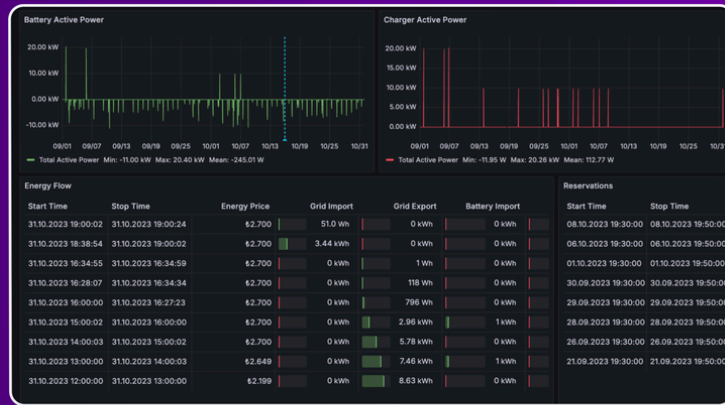 Battery Active Power
20.00 kW
10.00 kW
0.00 kW
-10.00 kW
09/01 09/07 09/13 09/19 09/25 10/01 10/07 10/13 10/19 10/25 10/31
Total Active Power Min: -11.00 kW Max: 20.40 kW Mean: -245.01 W
Charger Active Power
20.00 kW
15.00 kW
10.00 kW
5.00 kW
0.00 kW
09/01 09/07 09/13 09/19 09/25 10/01 10/07 10/13 10/19 10/25 10/31
Total Active Power Min: -11.95 W Max: 20.26 kW Mean: 112.77 W
Energy Flow
Start Time Stop Time Energy Price Grid Import Grid Export Battery Import
31.10.2023 19:00:02 31.10.2023 19:00:24 ₺2.700 51.0 Wh 0 kWh 0 kWh
31.10.2023 18:38:54 31.10.2023 19:00:02 ₺2.700 3.44 kWh 0 kWh 0 kWh
31.10.2023 16:34:55 31.10.2023 16:34:59 ₺2.700 0 kWh 1 Wh 0 kWh
31.10.2023 16:28:07 31.10.2023 16:34:34 ₺2.700 0 kWh 118 Wh 0 kWh
31.10.2023 16:00:00 31.10.2023 16:27:23 ₺2.700 0 kWh 796 Wh 0 kWh
31.10.2023 15:00:02 31.10.2023 16:00:00 ₺2.700 0 kWh 2.96 kWh 1 kWh
31.10.2023 14:00:03 31.10.2023 15:00:02 ₺2.700 0 kWh 5.78 kWh 0 kWh
31.10.2023 13:00:00 31.10.2023 14:00:03 ₺2.649 0 kWh 7.46 kWh 1 kWh
31.10.2023 12:00:00 31.10.2023 13:00:00 ₺2.199 0 kWh 8.63 kWh 0 kWh
Reservations
Start Time Stop Time
08.10.2023 19:30:00 08.10.2023 19:50:00
06.10.2023 19:30:00 06.10.2023 19:50:00
01.10.2023 19:30:00 01.10.2023 19:50:00
30.09.2023 19:30:00 30.09.2023 19:50:00
29.09.2023 19:30:00 29.09.2023 19:50:00
28.09.2023 19:30:00 28.09.2023 19:50:00
26.09.2023 19:30:00 26.09.2023 19:50:00
21.09.2023 19:30:00 21.09.2023 19:50:00